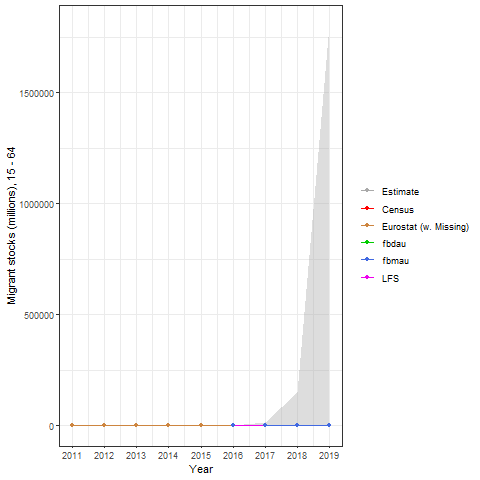 Migrant stocks (millions), 15 - 64
1500000
1000000
500000
0
2011 2012 2013 2014 2015 2016 2017 2018 2019
Year
Estimate
Census
Eurostat (w. Missing)
fbdau
fbmau
LFS